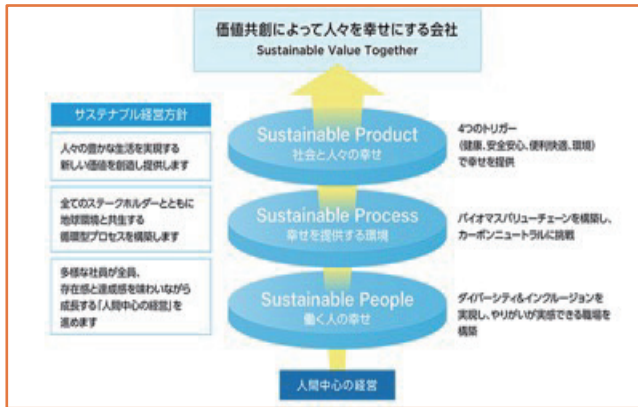 価値共創によって人々を幸せにする会社
Sustainable Value Together
サステナブル経営方針
人々の豊かな生活を実現する
新しい価値を創造し提供します
全てのステークホルダーとともに
地球環境と共生する
循環型プロセスを構築します
多様な社員が全員、
存在感と達成感を味わいながら
成長する「人間中心の経営」を
進めます
Sustainable Product
社会と人々の幸せ
Sustainable Process
幸せを提供する環境
Sustainable People
働く人の幸せ
4つのトリガー
(健康、安全安心、便利快適、環境)
で幸せを提供
バイオマスバリューチェーンを構築し、
カーボンニュートラルに挑戦
ダイバーシティ&インクルージョンを
実現し、やりがいが実感できる職場を
構築
人間中心の経営